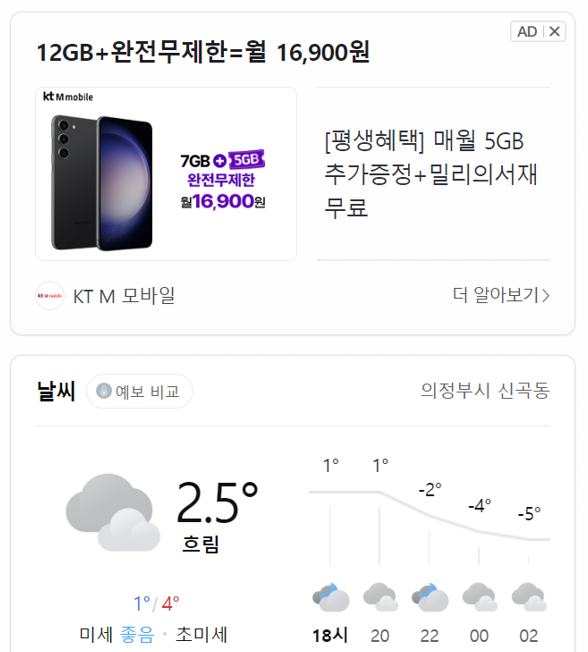 AD
12GB+완전무제한=월 16,900원
kt M mobile
7GB + 5GB
완전무제한
월16,900원
[평생혜택] 매월 5GB
추가증정+밀리의서재
무료
kt M mobile
KT M 모바일
더 알아보기
날씨
예보 비교
의정부시 신곡동
2.5°
흐림
1°/4°
미세 좋음 · 초미세
1° 1° -2° -4° -5°
18시 20 22 00 02